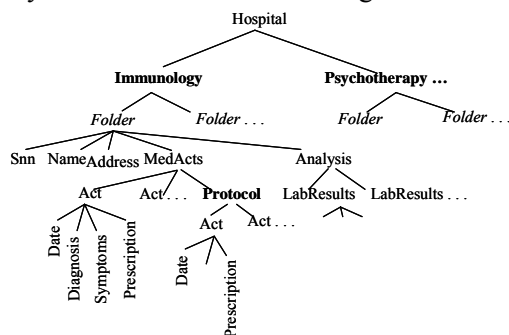 Hospital
Immunology Psychotherapy …
Folder Folder . . . Folder Folder . . .
Snn Name Address MedActs Analysis
Act Act . . . Protocol LabResults LabResults . . .
Act Act . . .
Date Diagnosis Symptoms Prescription
Date Prescription